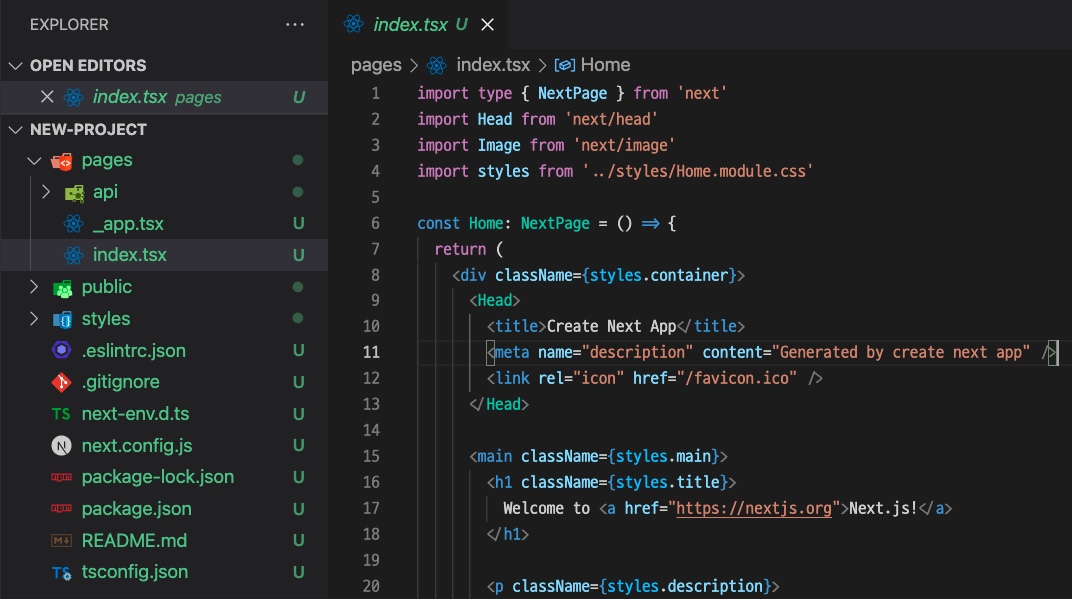 EXPLORER
···
OPEN EDITORS
index.tsx pages U
NEW-PROJECT
pages
api
_app.tsx U
index.tsx U
public
styles
.eslintrc.json U
.gitignore U
TS next-env.d.ts U
N next.config.js U
npm package-lock.json U
npm package.json U
M↓ README.md U
TS tsconfig.json U
index.tsx U
pages > index.tsx > Home
1 import type { NextPage } from 'next'
2 import Head from 'next/head'
3 import Image from 'next/image'
4 import styles from '../styles/Home.module.css'
5
6 const Home: NextPage = () => {
7 return (
8 <div className={styles.container}>
9 <Head>
10 <title>Create Next App</title>
11 <meta name="description" content="Generated by create next app" />
12 <link rel="icon" href="/favicon.ico" />
13 </Head>
14
15 <main className={styles.main}>
16 <h1 className={styles.title}>
17 Welcome to <a href="https://nextjs.org">Next.js!</a>
18 </h1>
19
20 <p className={styles.description}>